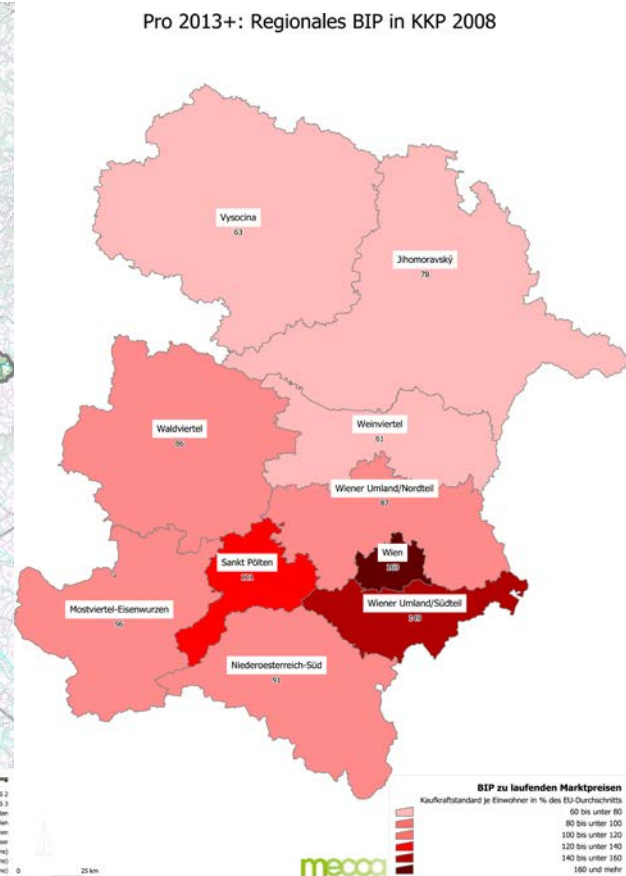 Pro 2013+: Regionales BIP in KKP 2008
Vysocina
63
Jihomoravský
78
Waldviertel
86
Weinviertel
61
Wiener Umland/Nordteil
87
Wien
163
Sankt Pölten
121
Mostviertel-Eisenwurzen
96
Wiener Umland/Südteil
149
Niederoesterreich-Süd
91
BIP zu laufenden Marktpreisen
Kaufkraftstandard je Einwohner in % des EU-Durchschnitts
60 bis unter 80
80 bis unter 100
100 bis unter 120
120 bis unter 140
140 bis unter 160
160 und mehr
0 25 km
mecca